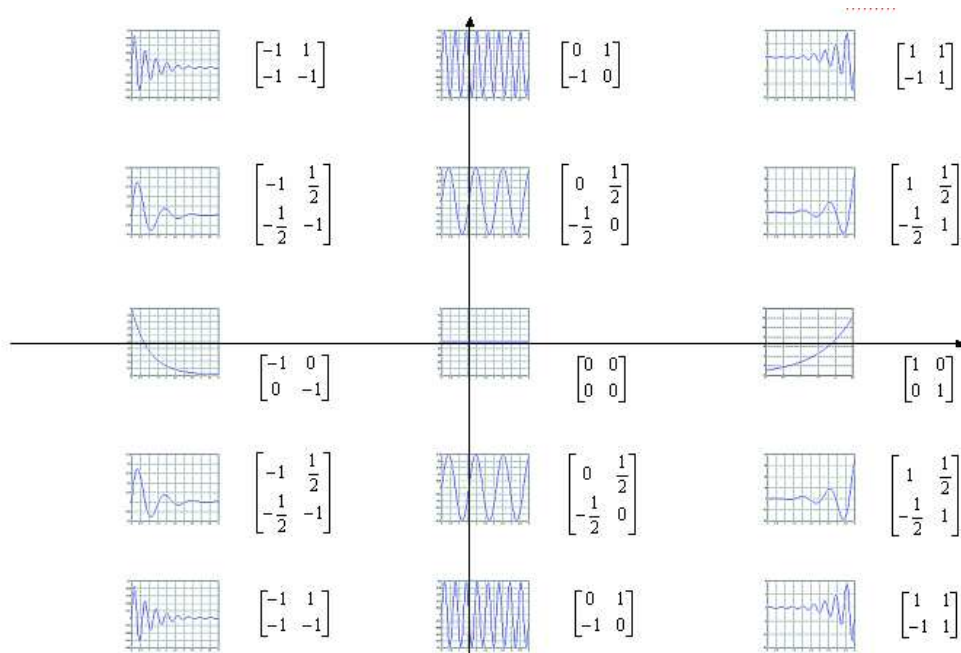 [-1 1] [0 1] [1 1]
[-1 -1] [-1 0] [-1 1]
[-1 1/2] [0 1/2] [1 1/2]
[-1/2 -1] [-1/2 0] [-1/2 1]
[-1 0] [0 0] [1 0]
[0 -1] [0 0] [0 1]
[-1 1/2] [0 1/2] [1 1/2]
[-1/2 -1] [-1/2 0] [-1/2 1]
[-1 1] [0 1] [1 1]
[-1 -1] [-1 0] [-1 1]